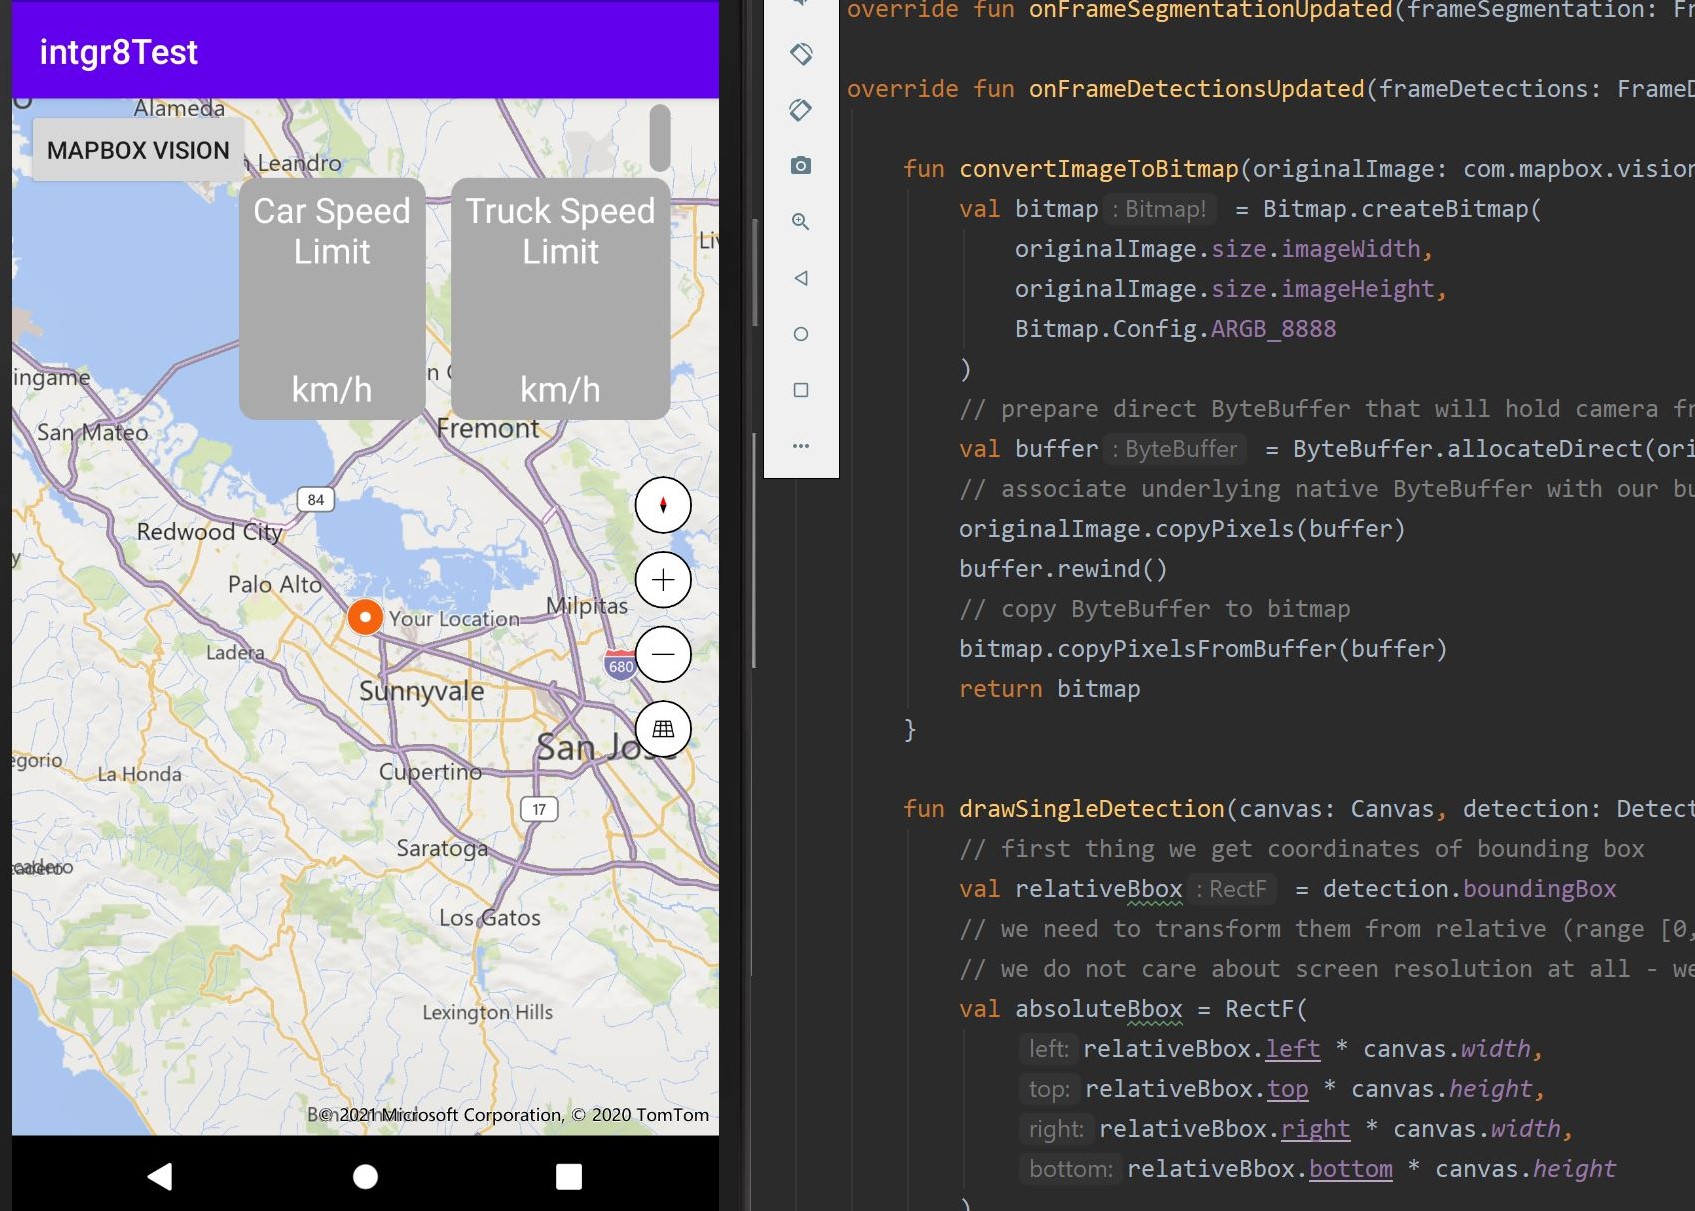 intgr8Test
Alameda
MAPBOX VISION
Leandro
Car Speed
Limit
km/h
Truck Speed
Limit
km/h
ingame
San Mateo
Fremont
84
Redwood City
Palo Alto
Your Location
Milpitas
Ladera
680
Sunnyvale
San Jose
egorio
La Honda
Cupertino
17
Saratoga
Los Gatos
Lexington Hills
© 2021 Microsoft Corporation, © 2020 TomTom
override fun onFrameSegmentationUpdated(frameSegmentation: Fr
override fun onFrameDetectionsUpdated(frameDetections: FrameD
fun convertImageToBitmap(originalImage: com.mapbox.vision
val bitmap : Bitmap! = Bitmap.createBitmap(
originalImage.size.imageWidth,
originalImage.size.imageHeight,
Bitmap.Config.ARGB_8888
)
// prepare direct ByteBuffer that will hold camera fr
val buffer : ByteBuffer = ByteBuffer.allocateDirect(ori
// associate underlying native ByteBuffer with our bu
originalImage.copyPixels(buffer)
buffer.rewind()
// copy ByteBuffer to bitmap
bitmap.copyPixelsFromBuffer(buffer)
return bitmap
}
fun drawSingleDetection(canvas: Canvas, detection: Detect
// first thing we get coordinates of bounding box
val relativeBbox : RectF = detection.boundingBox
// we need to transform them from relative (range [0,
// we do not care about screen resolution at all - we
val absoluteBbox = RectF(
left: relativeBbox.left * canvas.width,
top: relativeBbox.top * canvas.height,
right: relativeBbox.right * canvas.width,
bottom: relativeBbox.bottom * canvas.height
)